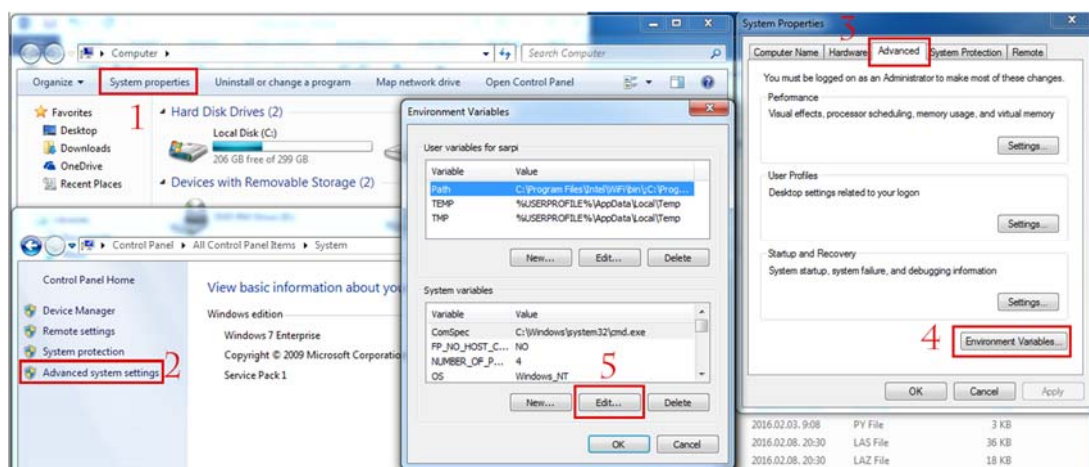 Computer
Search Computer
Organize
System properties
Uninstall or change a program
Map network drive
Open Control Panel
1
Favorites
Desktop
Downloads
OneDrive
Recent Places
Hard Disk Drives (2)
Local Disk (C:)
206 GB free of 299 GB
Devices with Removable Storage (2)
Control Panel
All Control Panel Items
System
Control Panel Home
Device Manager
Remote settings
System protection
Advanced system settings
2
View basic information about you
Windows edition
Windows 7 Enterprise
Copyright © 2009 Microsoft Corporatio
Service Pack 1
Environment Variables
User variables for sarpi
Variable Value
Path C:\Program Files\Intel\WiFi\bin\;C:\Prog...
TEMP %USERPROFILE%\AppData\Local\Temp
TMP %USERPROFILE%\AppData\Local\Temp
New... Edit... Delete
System variables
Variable Value
ComSpec C:\Windows\system32\cmd.exe
FP_NO_HOST_C... NO
NUMBER_OF_P... 4
OS Windows_NT
5
New... Edit... Delete
OK Cancel
System Properties
3
Computer Name Hardware Advanced System Protection Remote
You must be logged on as an Administrator to make most of these changes.
Performance
Visual effects, processor scheduling, memory usage, and virtual memory
Settings...
User Profiles
Desktop settings related to your logon
Settings...
Startup and Recovery
System startup, system failure, and debugging information
Settings...
4
Environment Variables...
OK Cancel Apply
2016.02.03. 9:08 PY File 3 KB
2016.02.08. 20:30 LAS File 36 KB
2016.02.08. 20:30 LAZ File 18 KB